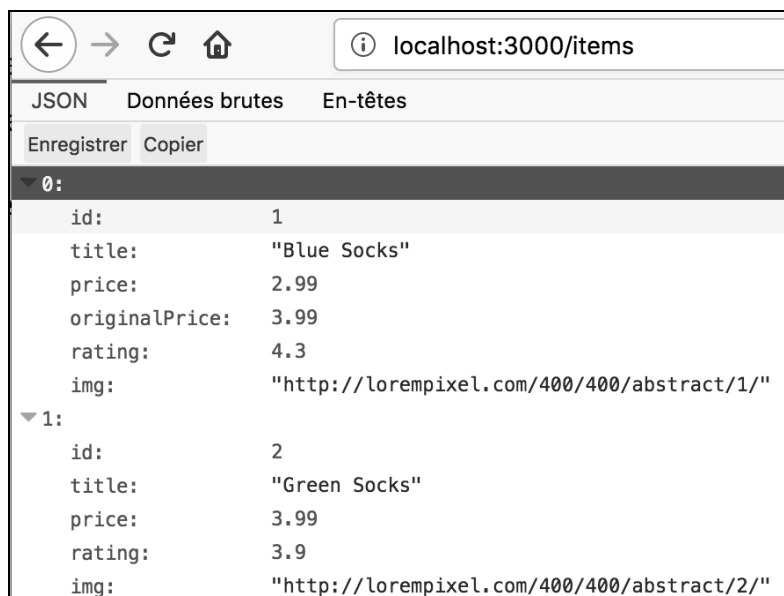 localhost:3000/items
JSON Données brutes En-têtes
Enregistrer Copier
0:
id: 1
title: "Blue Socks"
price: 2.99
originalPrice: 3.99
rating: 4.3
img: "http://lorempixel.com/400/400/abstract/1/"
1:
id: 2
title: "Green Socks"
price: 3.99
rating: 3.9
img: "http://lorempixel.com/400/400/abstract/2/"